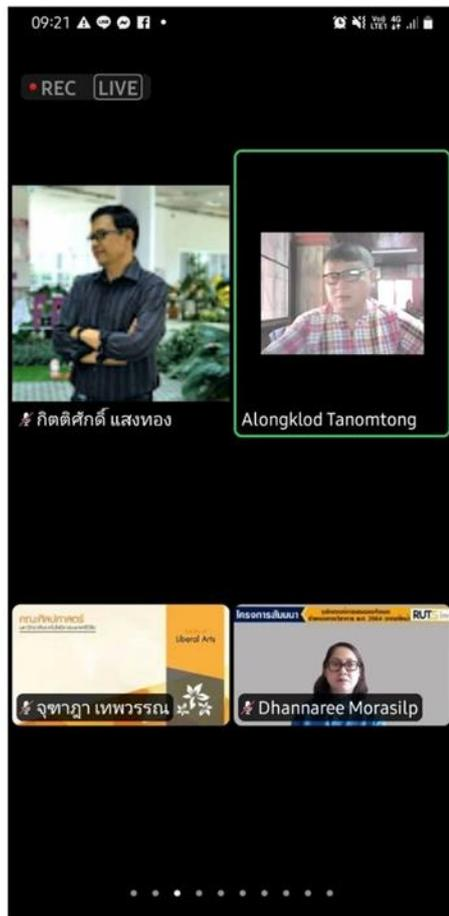 09:21
REC LIVE
กิตติศักดิ์ แสงทอง
Alongklod Tanomtong
คณะศิลปศาสตร์
Liberal Arts
จุฑาฎา เทพวรรณ
โครงการสัมมนา
RUTS
Dhannaree Morasilp